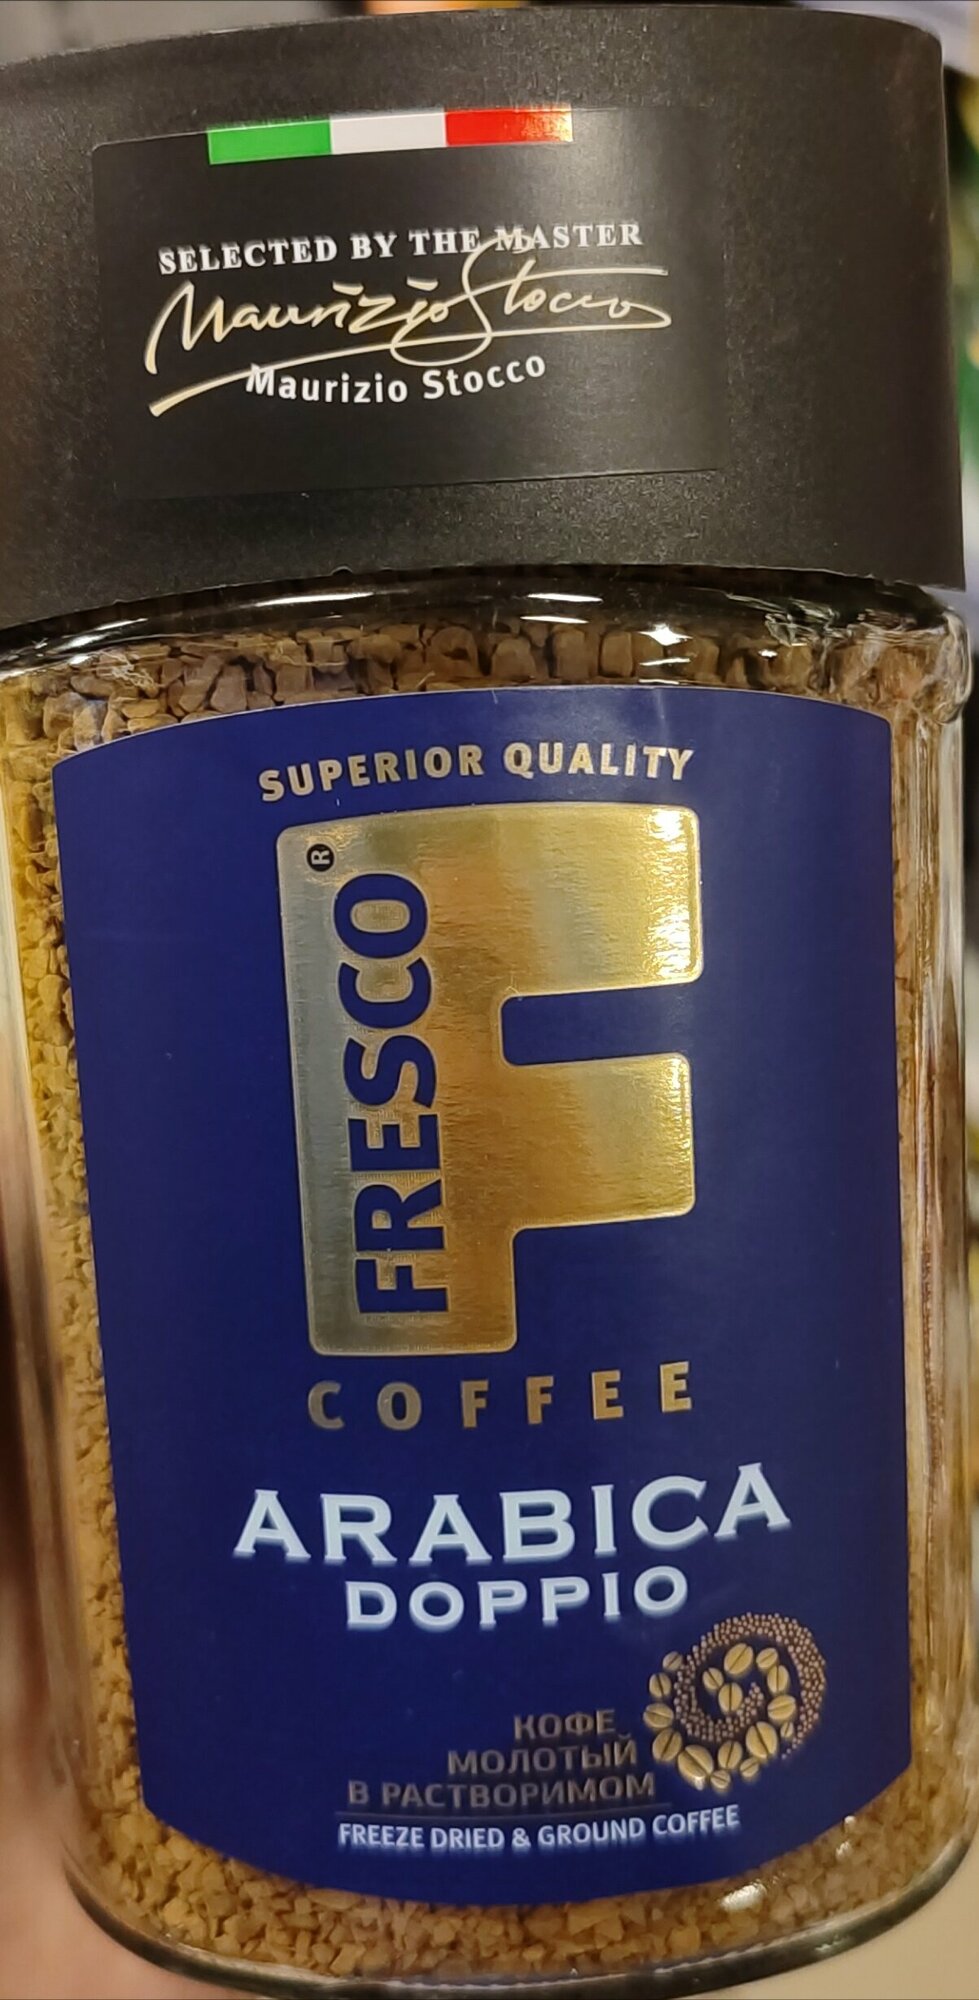 SELECTED BY THE MASTER
Maurizio Stocco
Maurizio Stocco
SUPERIOR QUALITY
FRESCO®
COFFEE
ARABICA
DOPPIO
КОФЕ
МОЛОТЫЙ
В РАСТВОРИМОМ
FREEZE DRIED & GROUND COFFEE